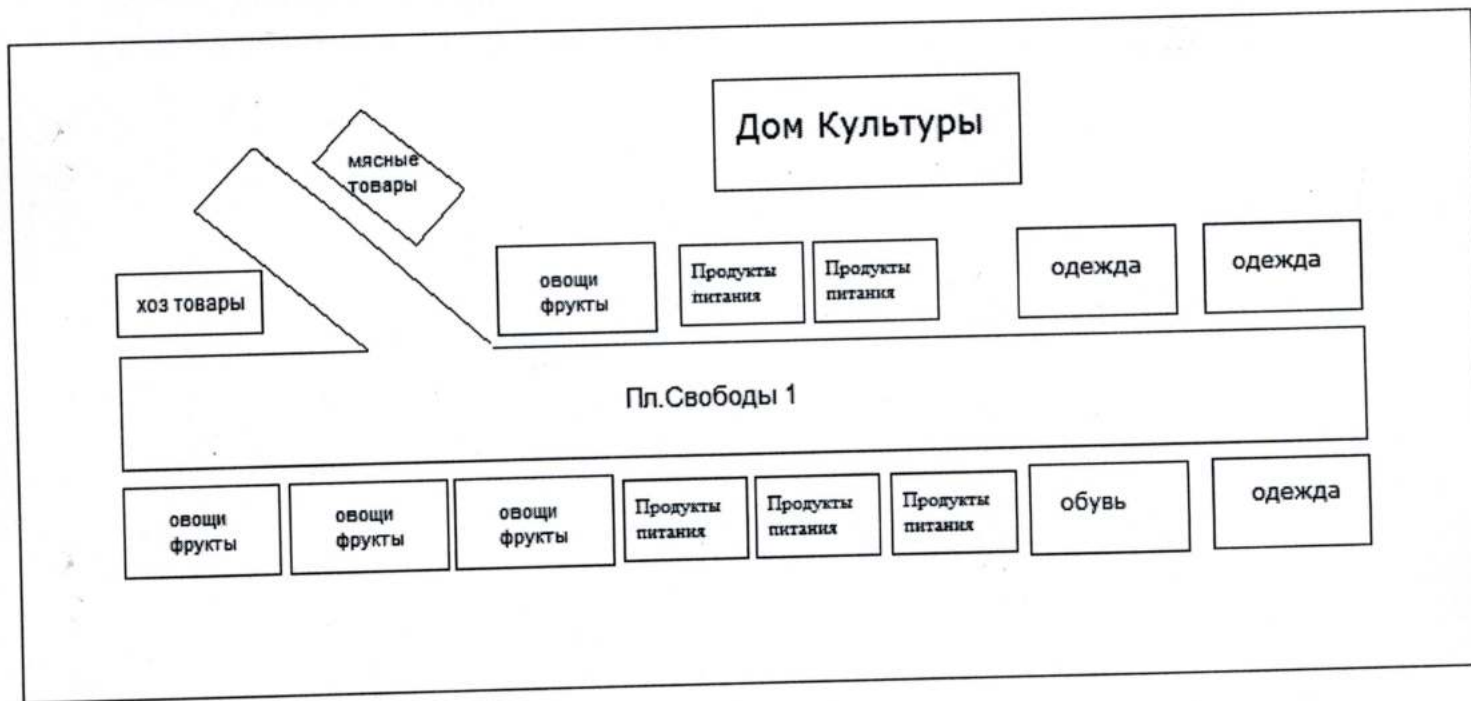 Дом Культуры
мясные
товары
хоз товары
овощи
фрукты
Продукты
питания
Продукты
питания
одежда
одежда
Пл.Свободы 1
овощи
фрукты
овощи
фрукты
овощи
фрукты
Продукты
питания
Продукты
питания
Продукты
питания
обувь
одежда